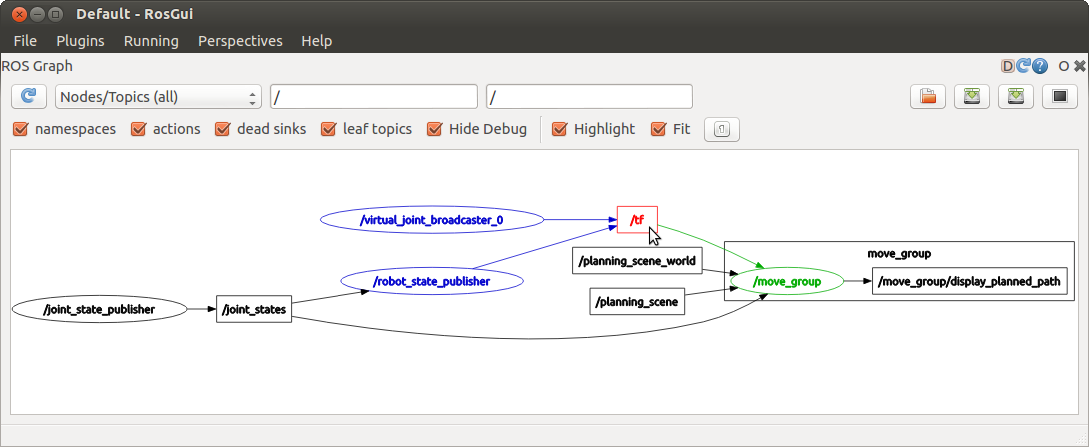 Default - RosGui
File Plugins Running Perspectives Help
ROS Graph D ? O
Nodes/Topics (all) / /
namespaces actions dead sinks leaf topics Hide Debug Highlight Fit
/virtual_joint_broadcaster_0
/tf
/planning_scene_world
move_group
/robot_state_publisher
/move_group
/move_group/display_planned_path
/planning_scene
/joint_state_publisher
/joint_states